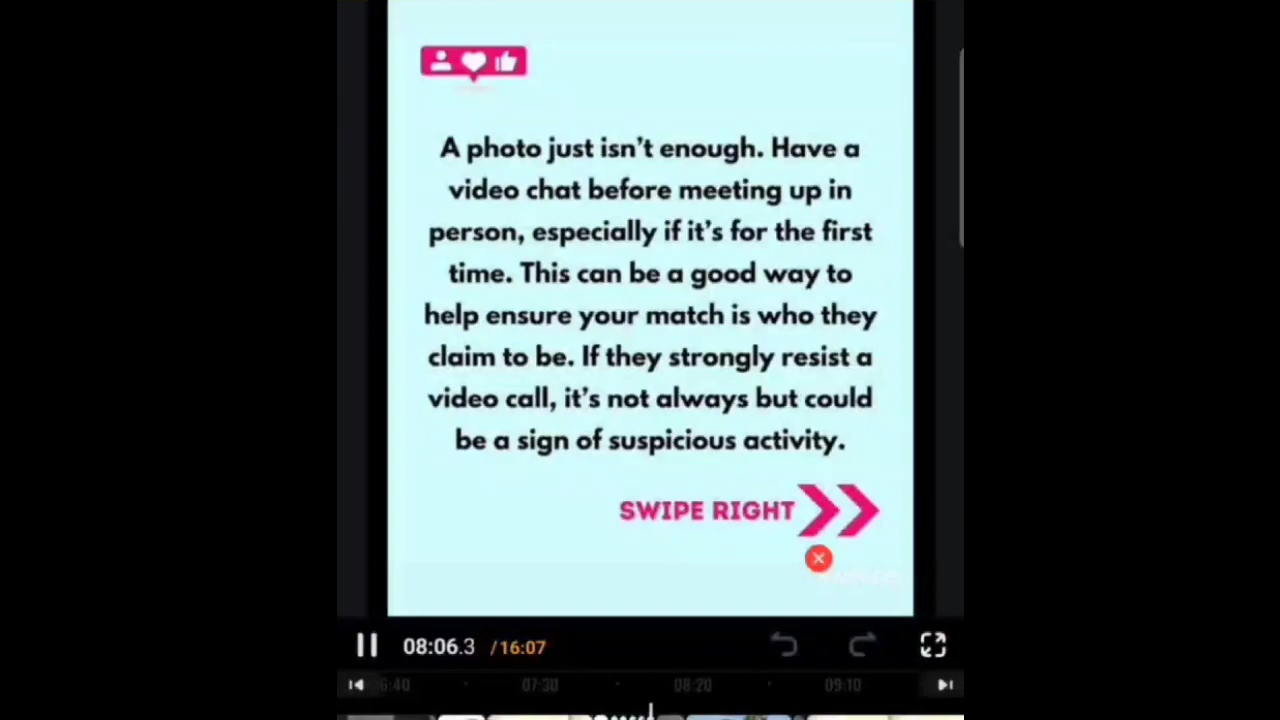 A photo just isn't enough. Have a
video chat before meeting up in
person, especially if it's for the first
time. This can be a good way to
help ensure your match is who they
claim to be. If they strongly resist a
video call, it's not always but could
be a sign of suspicious activity.
SWIPE RIGHT
08:06.3 /16:07
6:40 07:30 08:20 09:10